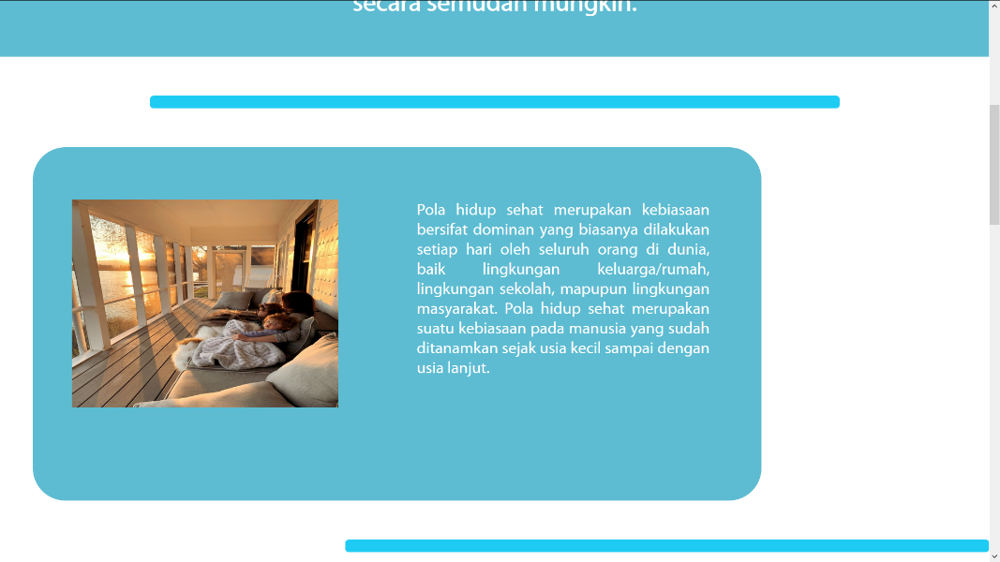 secara semudah mungkin.
Pola hidup sehat merupakan kebiasaan
bersifat dominan yang biasanya dilakukan
setiap hari oleh seluruh orang di dunia,
baik lingkungan keluarga/rumah,
lingkungan sekolah, mapupun lingkungan
masyarakat. Pola hidup sehat merupakan
suatu kebiasaan pada manusia yang sudah
ditanamkan sejak usia kecil sampai dengan
usia lanjut.